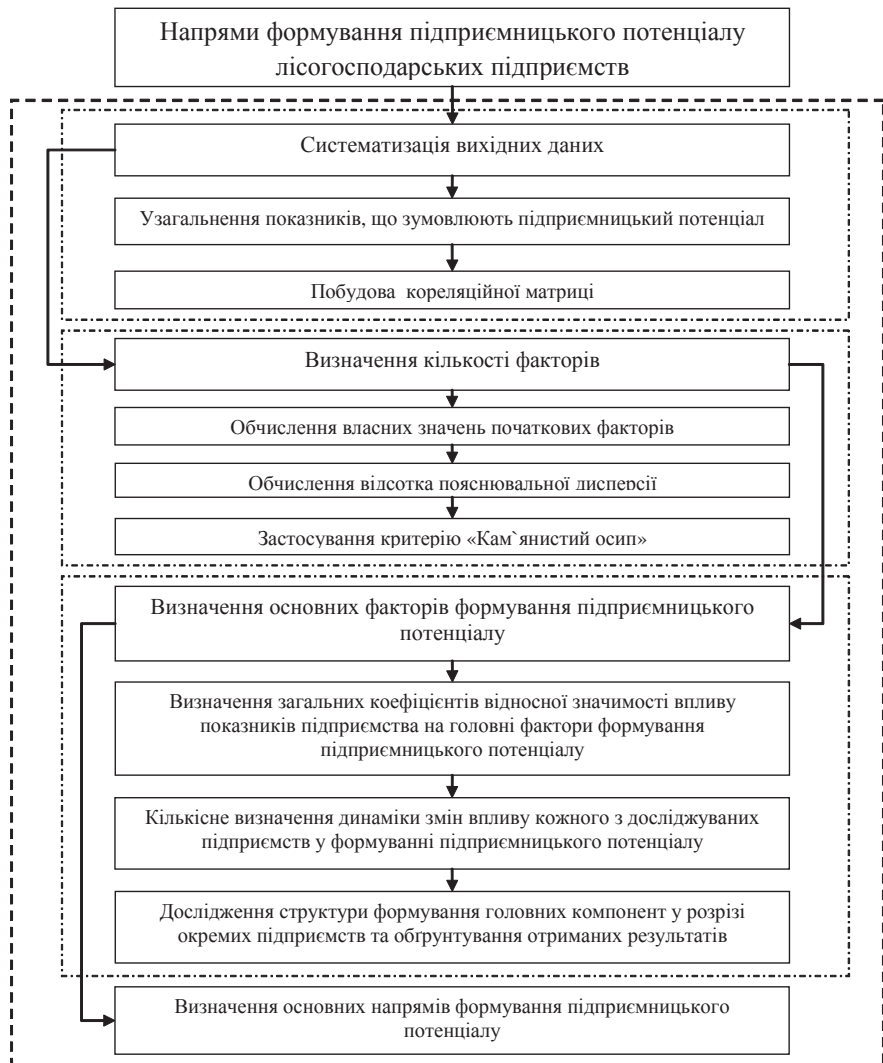 Напрями формування підприємницького потенціалу
лісогосподарських підприємств
Систематизація вихідних даних
Узагальнення показників, що зумовлюють підприємницький потенціал
Побудова кореляційної матриці
Визначення кількості факторів
Обчислення власних значень початкових факторів
Обчислення відсотка пояснювальної дисперсії
Застосування критерію «Кам`янистий осип»
Визначення основних факторів формування підприємницького
потенціалу
Визначення загальних коефіцієнтів відносної значимості впливу
показників підприємства на головні фактори формування
підприємницького потенціалу
Кількісне визначення динаміки змін впливу кожного з досліджуваних
підприємств у формуванні підприємницького потенціалу
Дослідження структури формування головних компонент у розрізі
окремих підприємств та обґрунтування отриманих результатів
Визначення основних напрямів формування підприємницького
потенціалу